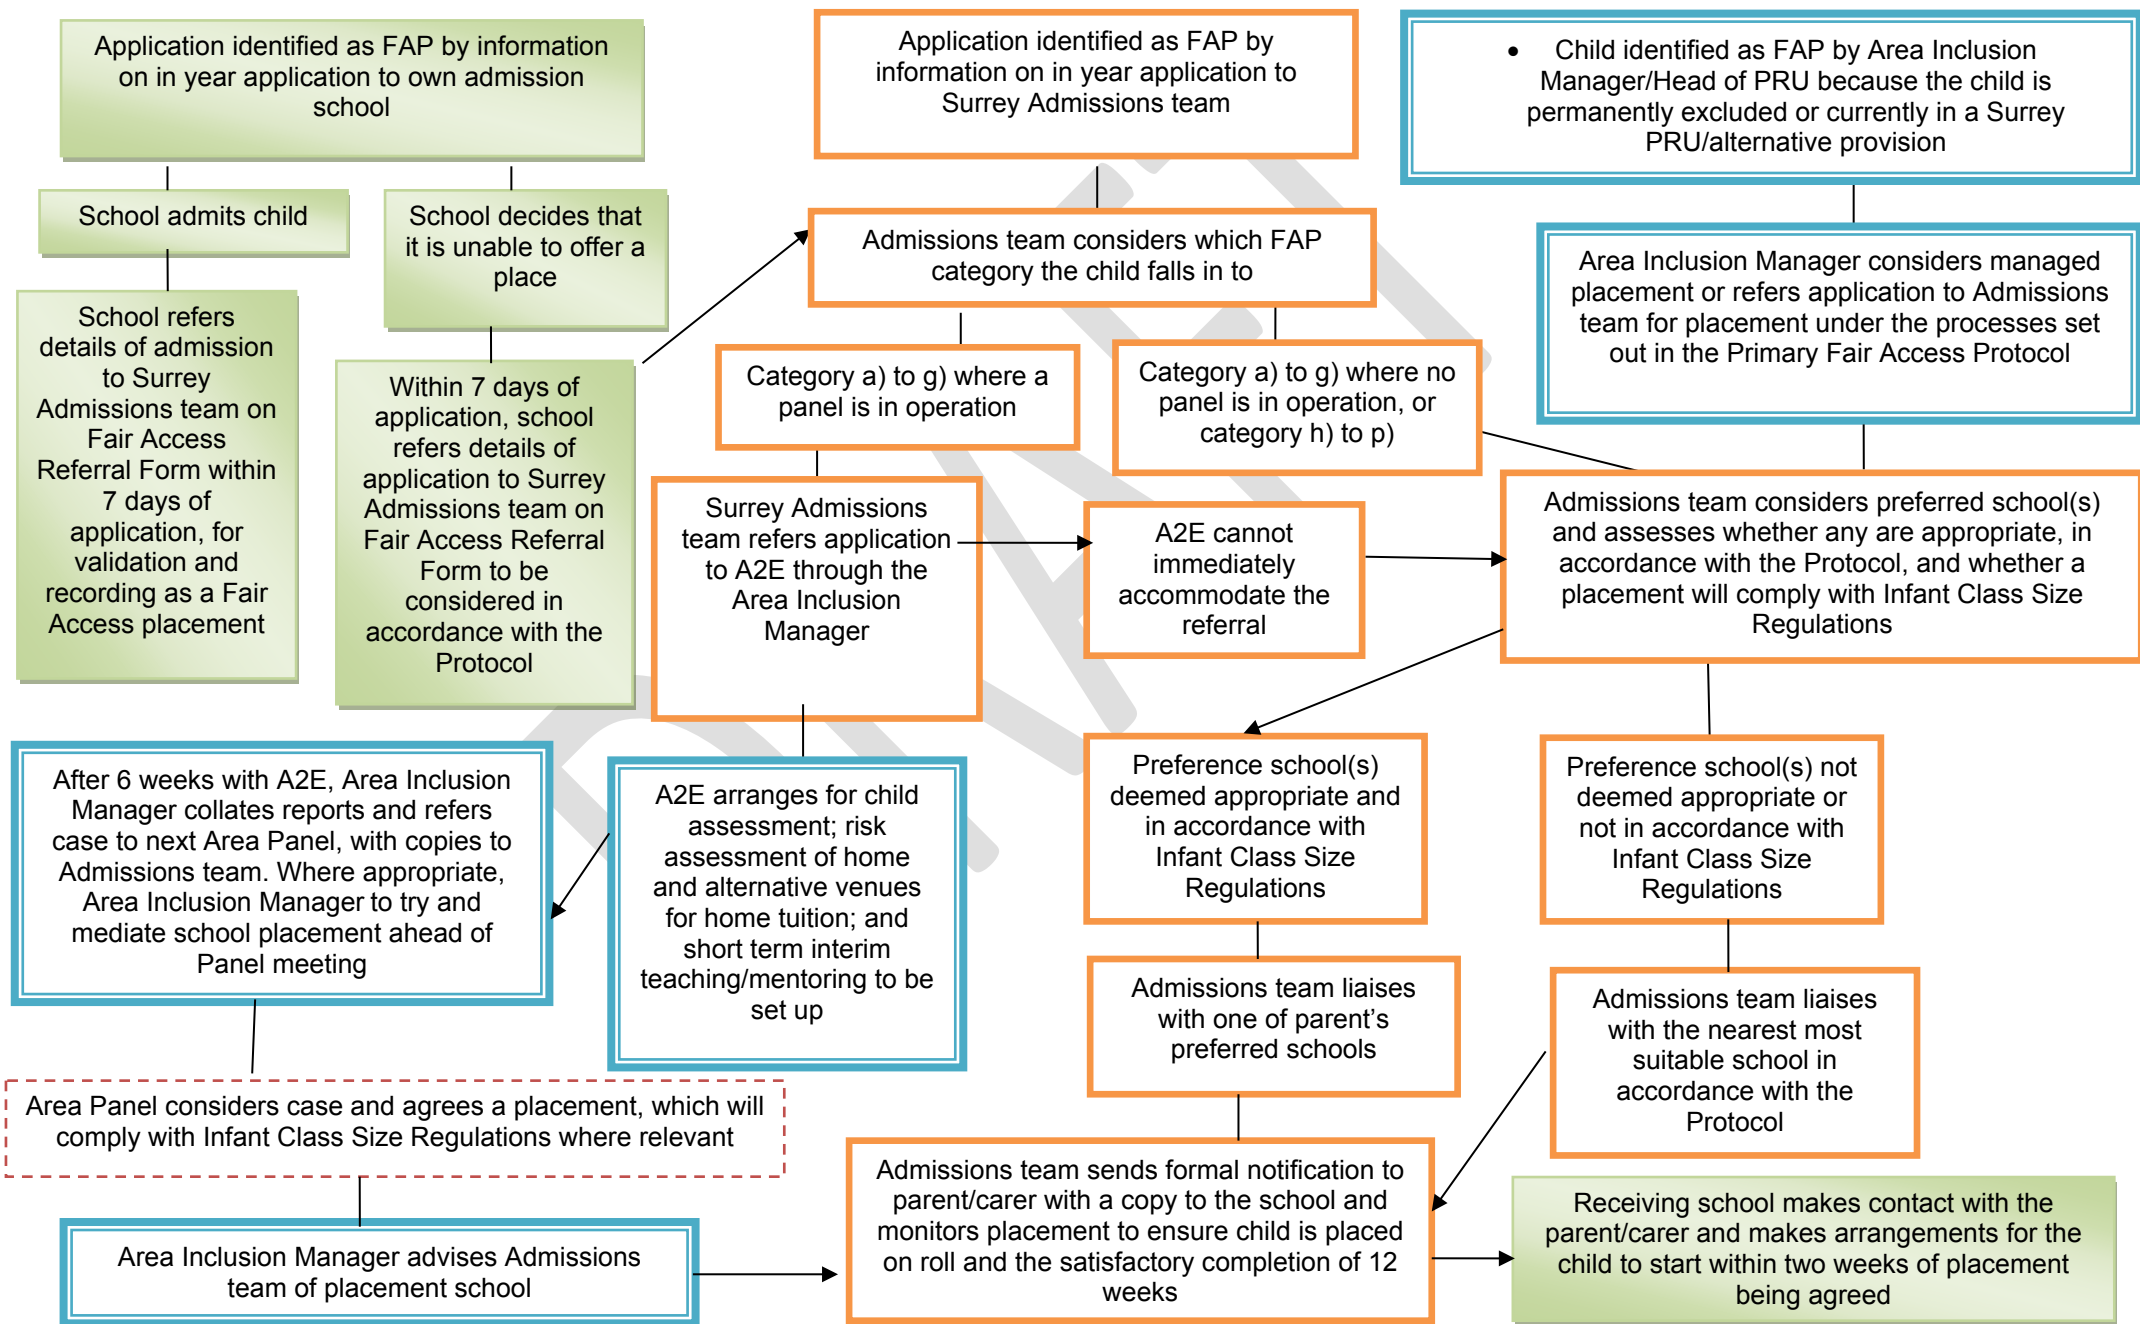 Application identified as FAP by information
on in year application to own admission
school
Application identified as FAP by
information on in year application to
Surrey Admissions team
• Child identified as FAP by Area Inclusion
Manager/Head of PRU because the child is
permanently excluded or currently in a Surrey
PRU/alternative provision
School admits child
School decides that
it is unable to offer a
place
Admissions team considers which FAP
category the child falls in to
Area Inclusion Manager considers managed
placement or refers application to Admissions
team for placement under the processes set
out in the Primary Fair Access Protocol
School refers
details of admission
to Surrey
Admissions team on
Fair Access
Referral Form within
7 days of
application, for
validation and
recording as a Fair
Access placement
Within 7 days of
application, school
refers details of
application to Surrey
Admissions team on
Fair Access Referral
Form to be
considered in
accordance with the
Protocol
Category a) to g) where a
panel is in operation
Category a) to g) where no
panel is in operation, or
category h) to p)
Surrey Admissions
team refers application
to A2E through the
Area Inclusion
Manager
A2E cannot
immediately
accommodate the
referral
Admissions team considers preferred school(s)
and assesses whether any are appropriate, in
accordance with the Protocol, and whether a
placement will comply with Infant Class Size
Regulations
After 6 weeks with A2E, Area Inclusion
Manager collates reports and refers
case to next Area Panel, with copies to
Admissions team. Where appropriate,
Area Inclusion Manager to try and
mediate school placement ahead of
Panel meeting
A2E arranges for child
assessment; risk
assessment of home
and alternative venues
for home tuition; and
short term interim
teaching/mentoring to be
set up
Preference school(s)
deemed appropriate and
in accordance with
Infant Class Size
Regulations
Preference school(s) not
deemed appropriate or
not in accordance with
Infant Class Size
Regulations
Admissions team liaises
with one of parent's
preferred schools
Admissions team liaises
with the nearest most
suitable school in
accordance with the
Protocol
Area Panel considers case and agrees a placement, which will
comply with Infant Class Size Regulations where relevant
Area Inclusion Manager advises Admissions
team of placement school
Admissions team sends formal notification to
parent/carer with a copy to the school and
monitors placement to ensure child is placed
on roll and the satisfactory completion of 12
weeks
Receiving school makes contact with the
parent/carer and makes arrangements for the
child to start within two weeks of placement
being agreed
DRAFT